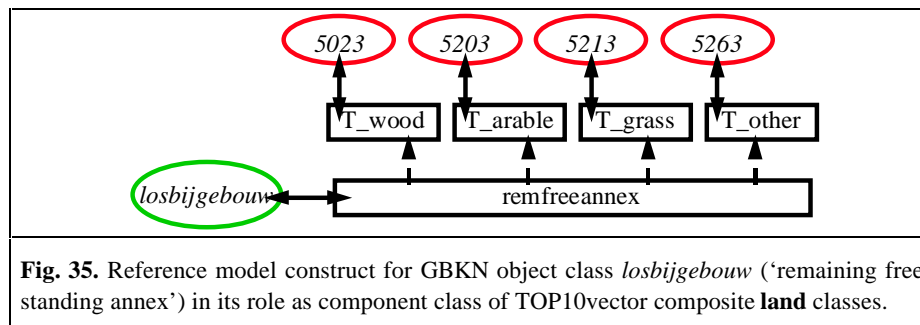 5023 5203 5213 5263
T_wood T_arable T_grass T_other
losbijgebouw remfreeannex
Fig. 35. Reference model construct for GBKN object class losbijgebouw (‘remaining free
standing annex’) in its role as component class of TOP10vector composite land classes.